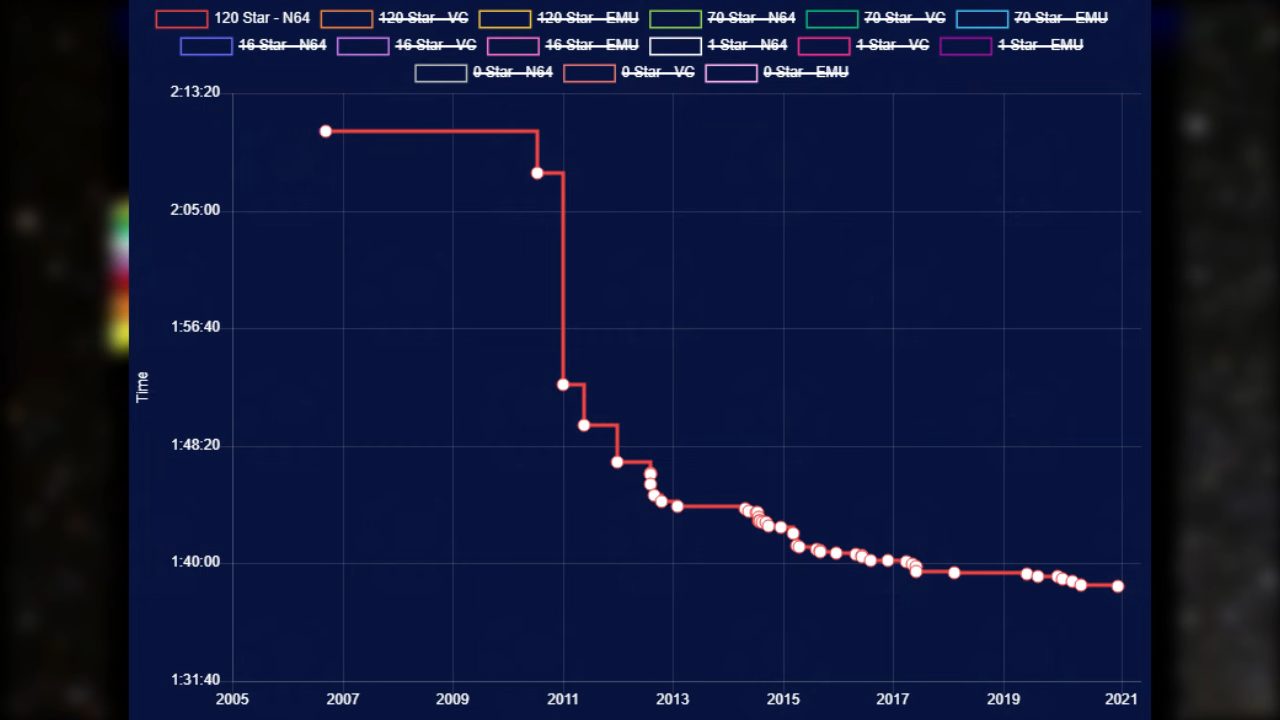 120 Star - N64 120 Star - VC 120 Star - EMU 70 Star - N64 70 Star - VC 70 Star - EMU
16 Star - N64 16 Star - VC 16 Star - EMU 1 Star - N64 1 Star - VC 1 Star - EMU
0 Star - N64 0 Star - VC 0 Star - EMU
2:13:20
2:05:00
1:56:40
Time
1:48:20
1:40:00
1:31:40
2005 2007 2009 2011 2013 2015 2017 2019 2021